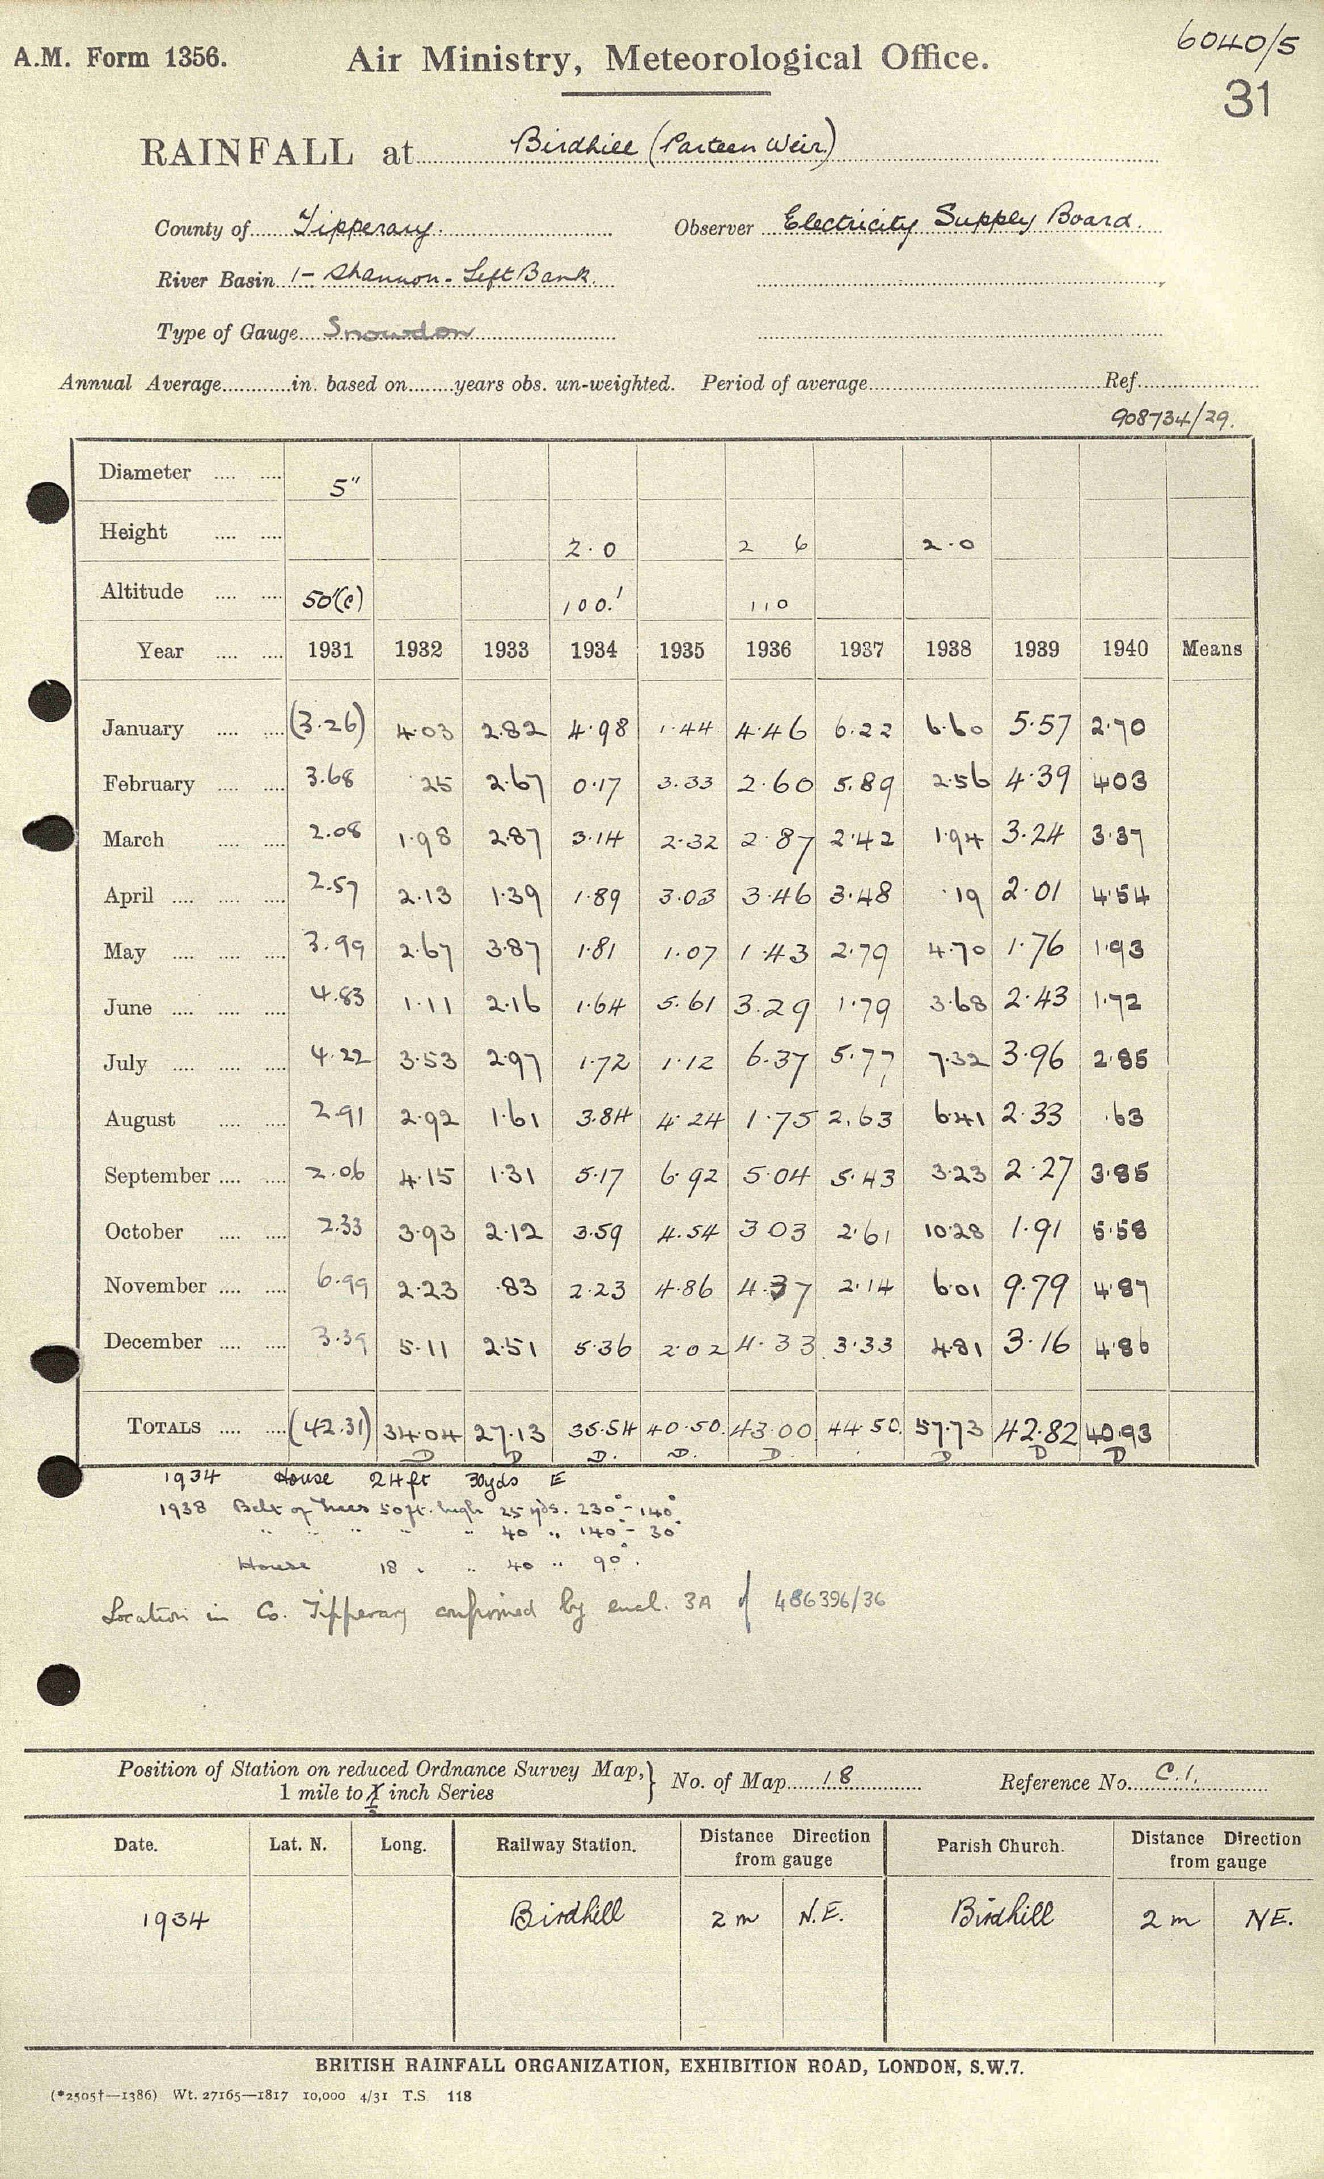 6040/5
A.M. Form 1356. Air Ministry, Meteorological Office.
31
RAINFALL at Birdhill (Parteen Weir)
County of Tipperary. Observer Electricity Supply Board.
River Basin 1- Shannon - Left Bank.
Type of Gauge Snowdon
Annual Average in. based on years obs. un-weighted. Period of average Ref.
908734/29.
Diameter 5"
Height 2.0 2 6 2.0
Altitude 50'(c) 100.' 110
Year 1931 1932 1933 1934 1935 1936 1937 1938 1939 1940 Means
January (3.26) 4.03 2.82 4.98 1.44 4.46 6.22 6.60 5.57 2.70
February 3.68 25 2.67 0.17 3.33 2.60 5.89 2.56 4.39 403
March 2.08 1.98 2.87 3.14 2.32 2.87 2.42 1.94 3.24 3.37
April 2.57 2.13 1.39 1.89 3.03 3.46 3.48 .19 2.01 4.54
May 3.99 2.67 3.87 1.81 1.07 1.43 2.79 4.70 1.76 1.93
June 4.83 1.11 2.16 1.64 5.61 3.29 1.79 3.68 2.43 1.72
July 4.22 3.53 2.97 1.72 1.12 6.37 5.77 7.32 3.96 2.85
August 2.91 2.92 1.61 3.84 4.24 1.75 2.63 6.41 2.33 .63
September 2.06 4.15 1.31 5.17 6.92 5.04 5.43 3.23 2.27 3.85
October 2.33 3.93 2.12 3.59 4.54 3 03 2.61 10.28 1.91 5.58
November 6.99 2.23 .83 2.23 4.86 4.37 2.14 6.01 9.79 4.87
December 3.39 5.11 2.51 5.36 2.02 4.33 3.33 4.81 3.16 4.86
TOTALS (42.31) 34.04 27.13 35.54 40.50. 43.00 44.50. 57.73 42.82 40.93
D D D. D. D. D D D
1934 House 24 ft 30yds E
1938 Belt of trees 50ft. high 25 yds. 230° - 140°
" " " " " 40 " 140° - 30°
House 18 " " 40 " 90°.
Location in Co. Tipperary confirmed by encl. 3A of 486396/36
Position of Station on reduced Ordnance Survey Map,
1 mile to ½ inch Series } No. of Map 18 Reference No. C.1.
Date. Lat. N. Long. Railway Station. Distance Direction from gauge Parish Church. Distance Direction from gauge
1934 Birdhill 2 m N.E. Birdhill 2 m NE.
BRITISH RAINFALL ORGANIZATION, EXHIBITION ROAD, LONDON, S.W.7.
(*2505†—1386) Wt. 27165—1817 10,000 4/31 T.S 118